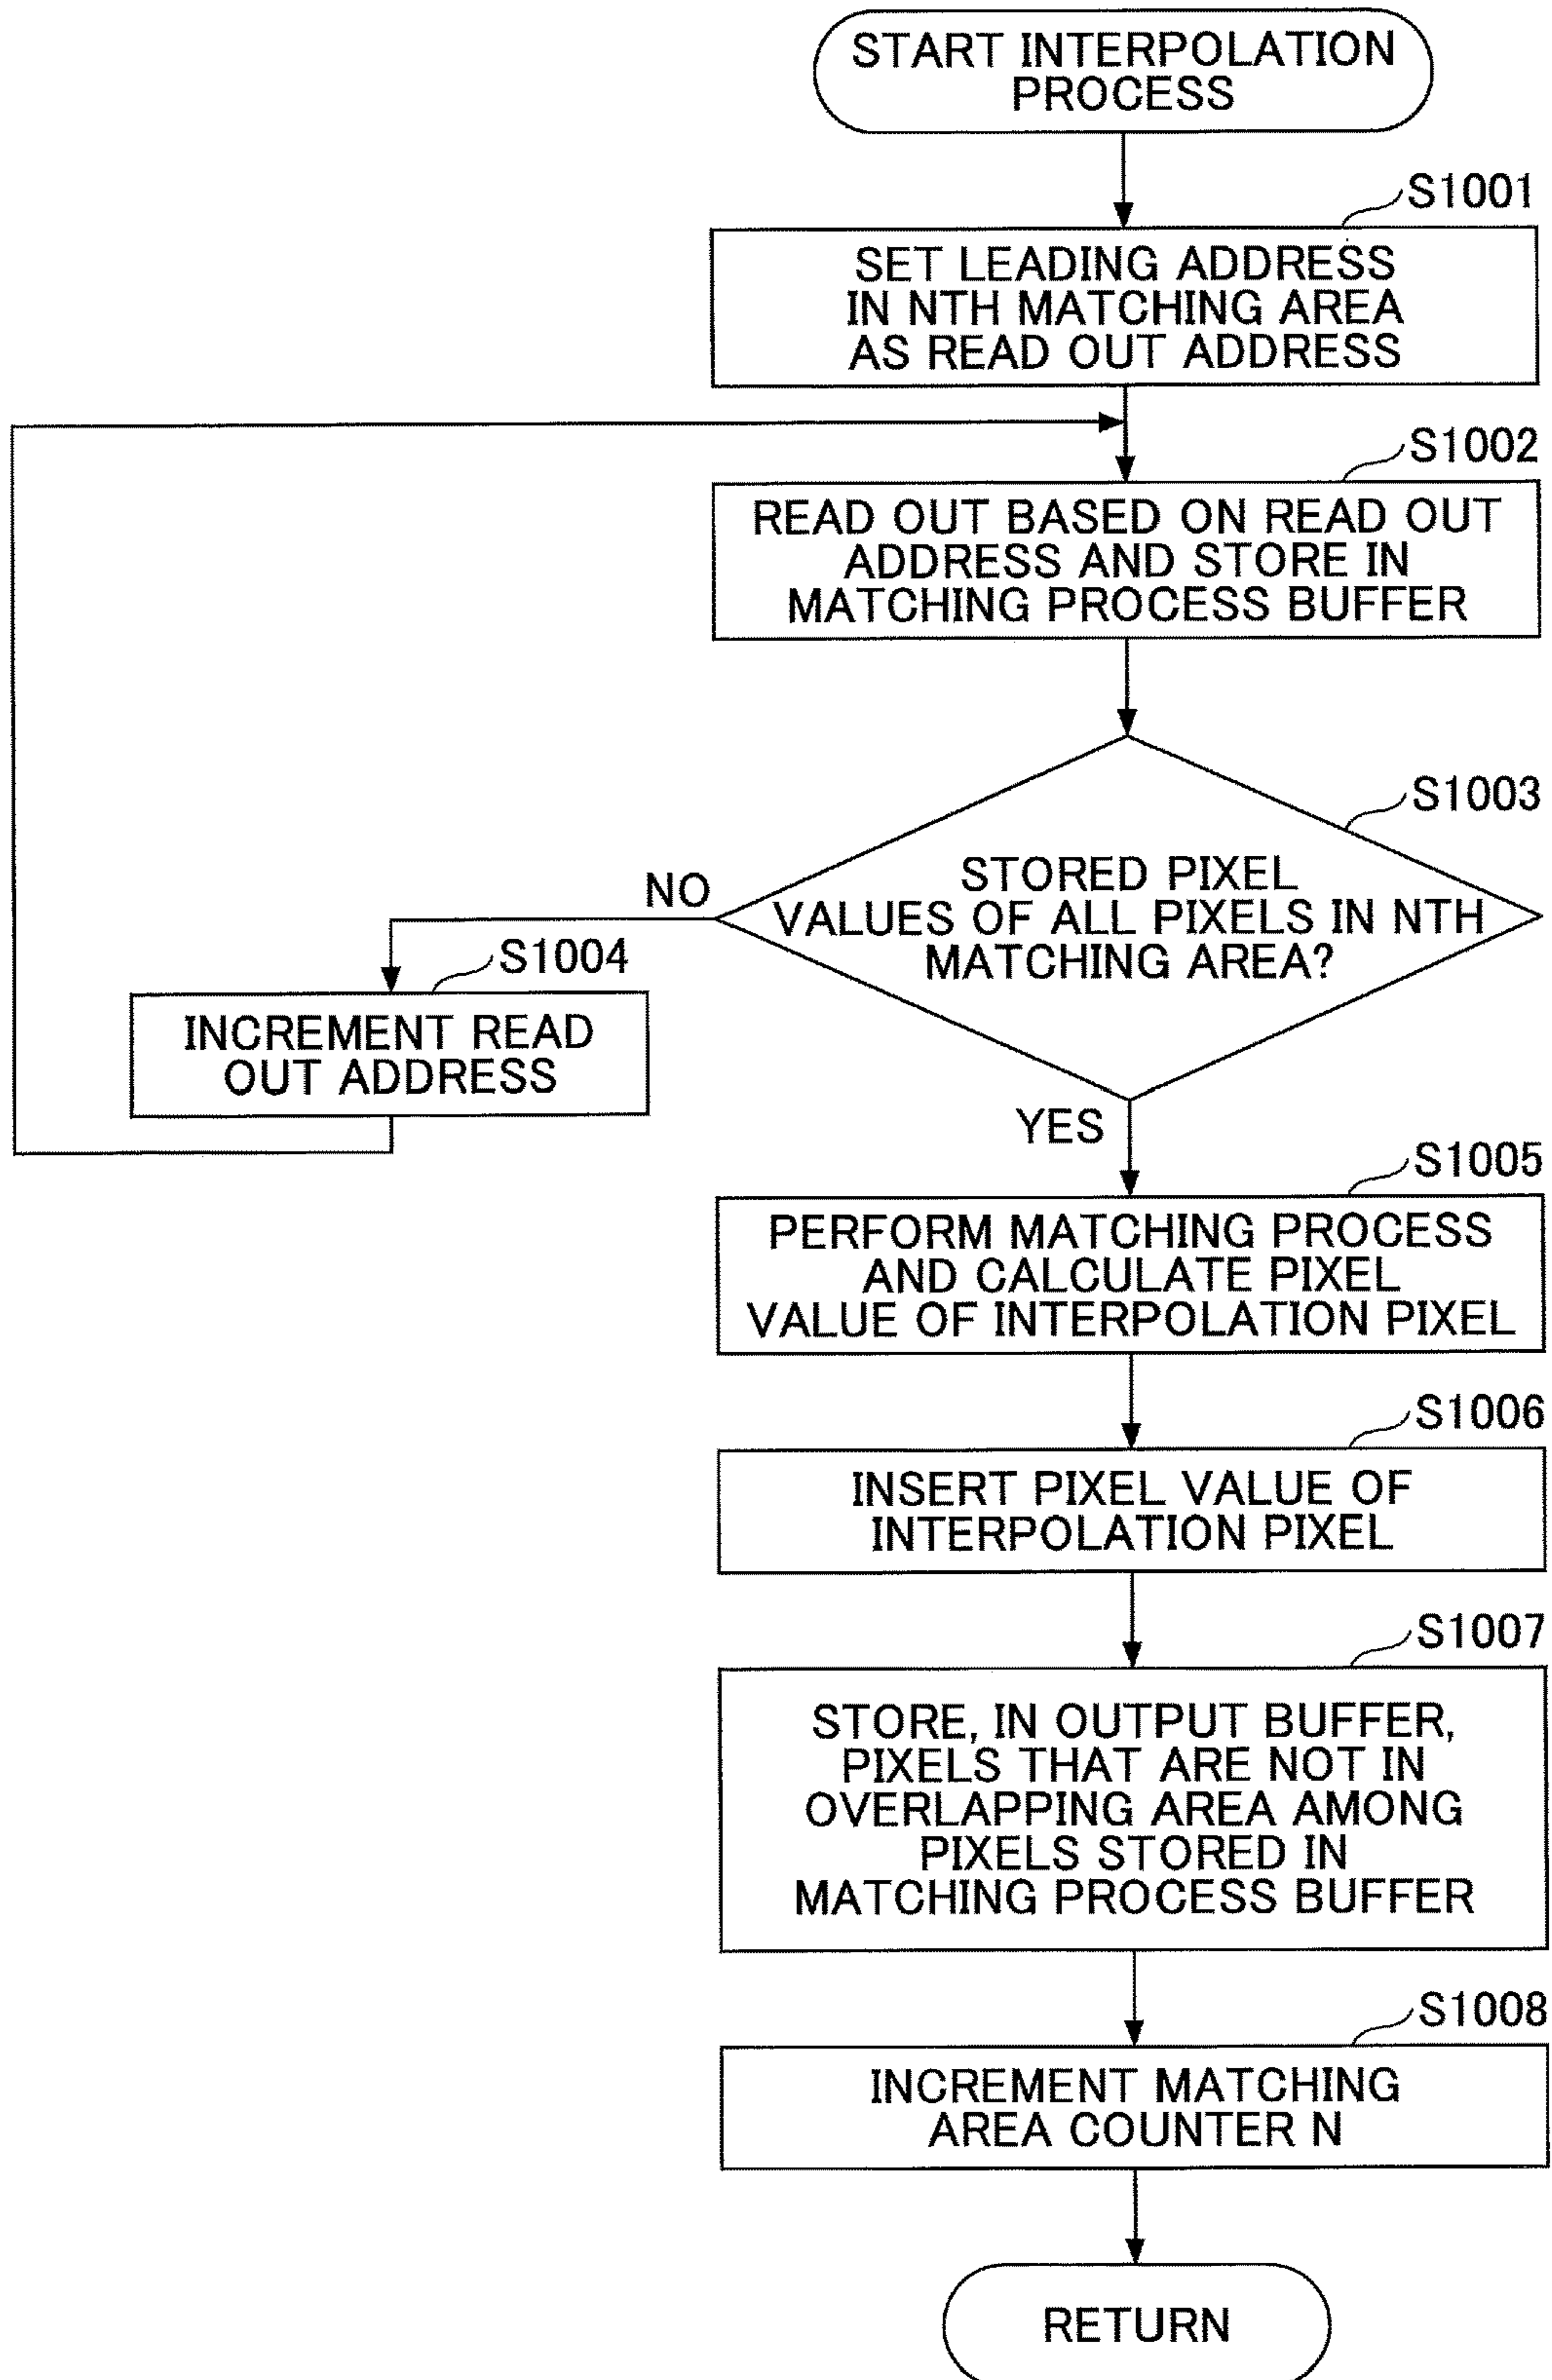 START INTERPOLATION
PROCESS
S1001
SET LEADING ADDRESS
IN NTH MATCHING AREA
AS READ OUT ADDRESS
S1002
READ OUT BASED ON READ OUT
ADDRESS AND STORE IN
MATCHING PROCESS BUFFER
S1003
STORED PIXEL
VALUES OF ALL PIXELS IN NTH
MATCHING AREA?
NO
S1004
INCREMENT READ
OUT ADDRESS
YES
S1005
PERFORM MATCHING PROCESS
AND CALCULATE PIXEL
VALUE OF INTERPOLATION PIXEL
S1006
INSERT PIXEL VALUE OF
INTERPOLATION PIXEL
S1007
STORE, IN OUTPUT BUFFER,
PIXELS THAT ARE NOT IN
OVERLAPPING AREA AMONG
PIXELS STORED IN
MATCHING PROCESS BUFFER
S1008
INCREMENT MATCHING
AREA COUNTER N
RETURN